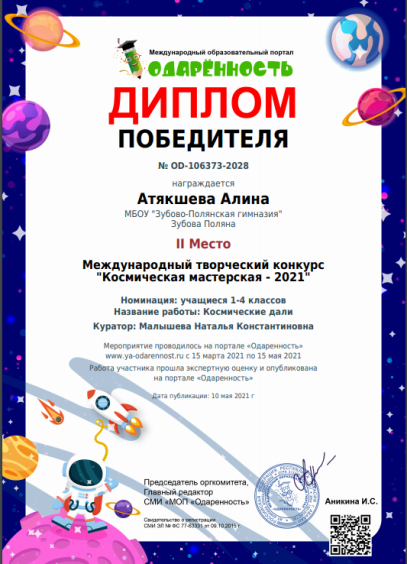 Международный образовательный портал
ОДАРЁННОСТЬ
ДИПЛОМ
ПОБЕДИТЕЛЯ
№ OD-106373-2028
награждается
Атякшева Алина
МБОУ "Зубово-Полянская гимназия"
Зубова Поляна
II Место
Международный творческий конкурс
"Космическая мастерская - 2021"
Номинация: учащиеся 1-4 классов
Название работы: Космические дали
Куратор: Малышева Наталья Константиновна
Мероприятие проводилось на портале «Одаренность»
www.ya-odarennost.ru с 15 марта 2021 по 15 мая 2021
Работа участника прошла экспертную оценку и опубликована
на портале «Одаренность»
Дата публикации: 10 мая 2021 г
Председатель оргкомитета,
Главный редактор
СМИ «МОП «Одаренность»
Аникина И.С.
Свидетельство о регистрации
СМИ ЭЛ № ФС 77-63331 от 09.10.2015 г.